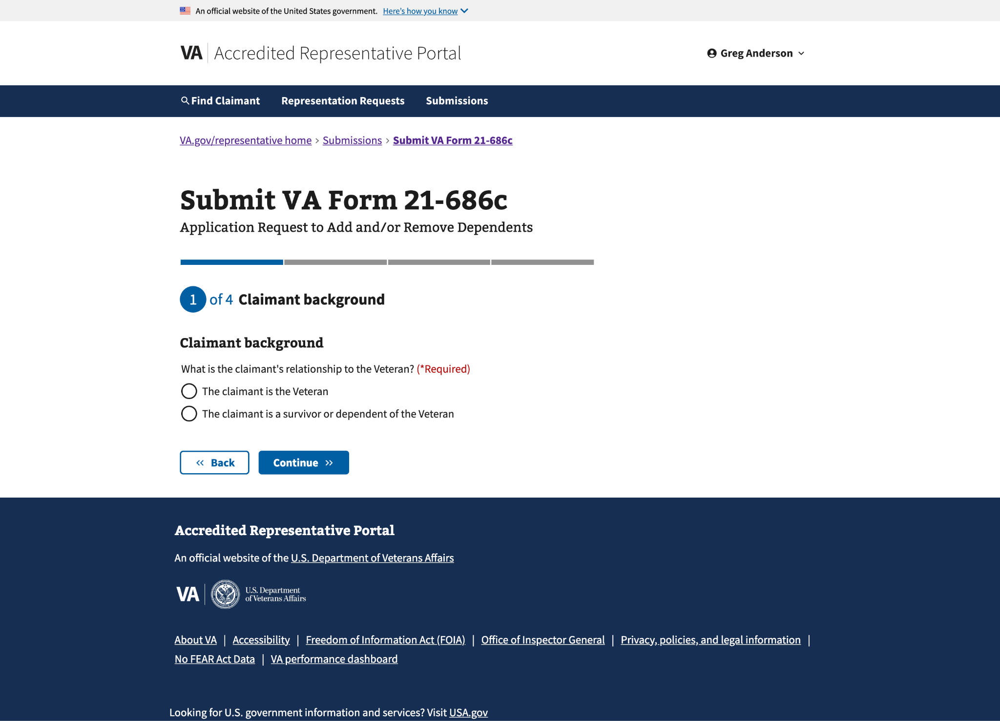 An official website of the United States government. Here's how you know
VA | Accredited Representative Portal
Greg Anderson
Find Claimant Representation Requests Submissions
VA.gov/representative home › Submissions › Submit VA Form 21-686c
Submit VA Form 21-686c
Application Request to Add and/or Remove Dependents
1 of 4 Claimant background
Claimant background
What is the claimant's relationship to the Veteran? (*Required)
The claimant is the Veteran
The claimant is a survivor or dependent of the Veteran
Back Continue
Accredited Representative Portal
An official website of the U.S. Department of Veterans Affairs
VA | U.S. Department
of Veterans Affairs
About VA | Accessibility | Freedom of Information Act (FOIA) | Office of Inspector General | Privacy, policies, and legal information |
No FEAR Act Data | VA performance dashboard
Looking for U.S. government information and services? Visit USA.gov